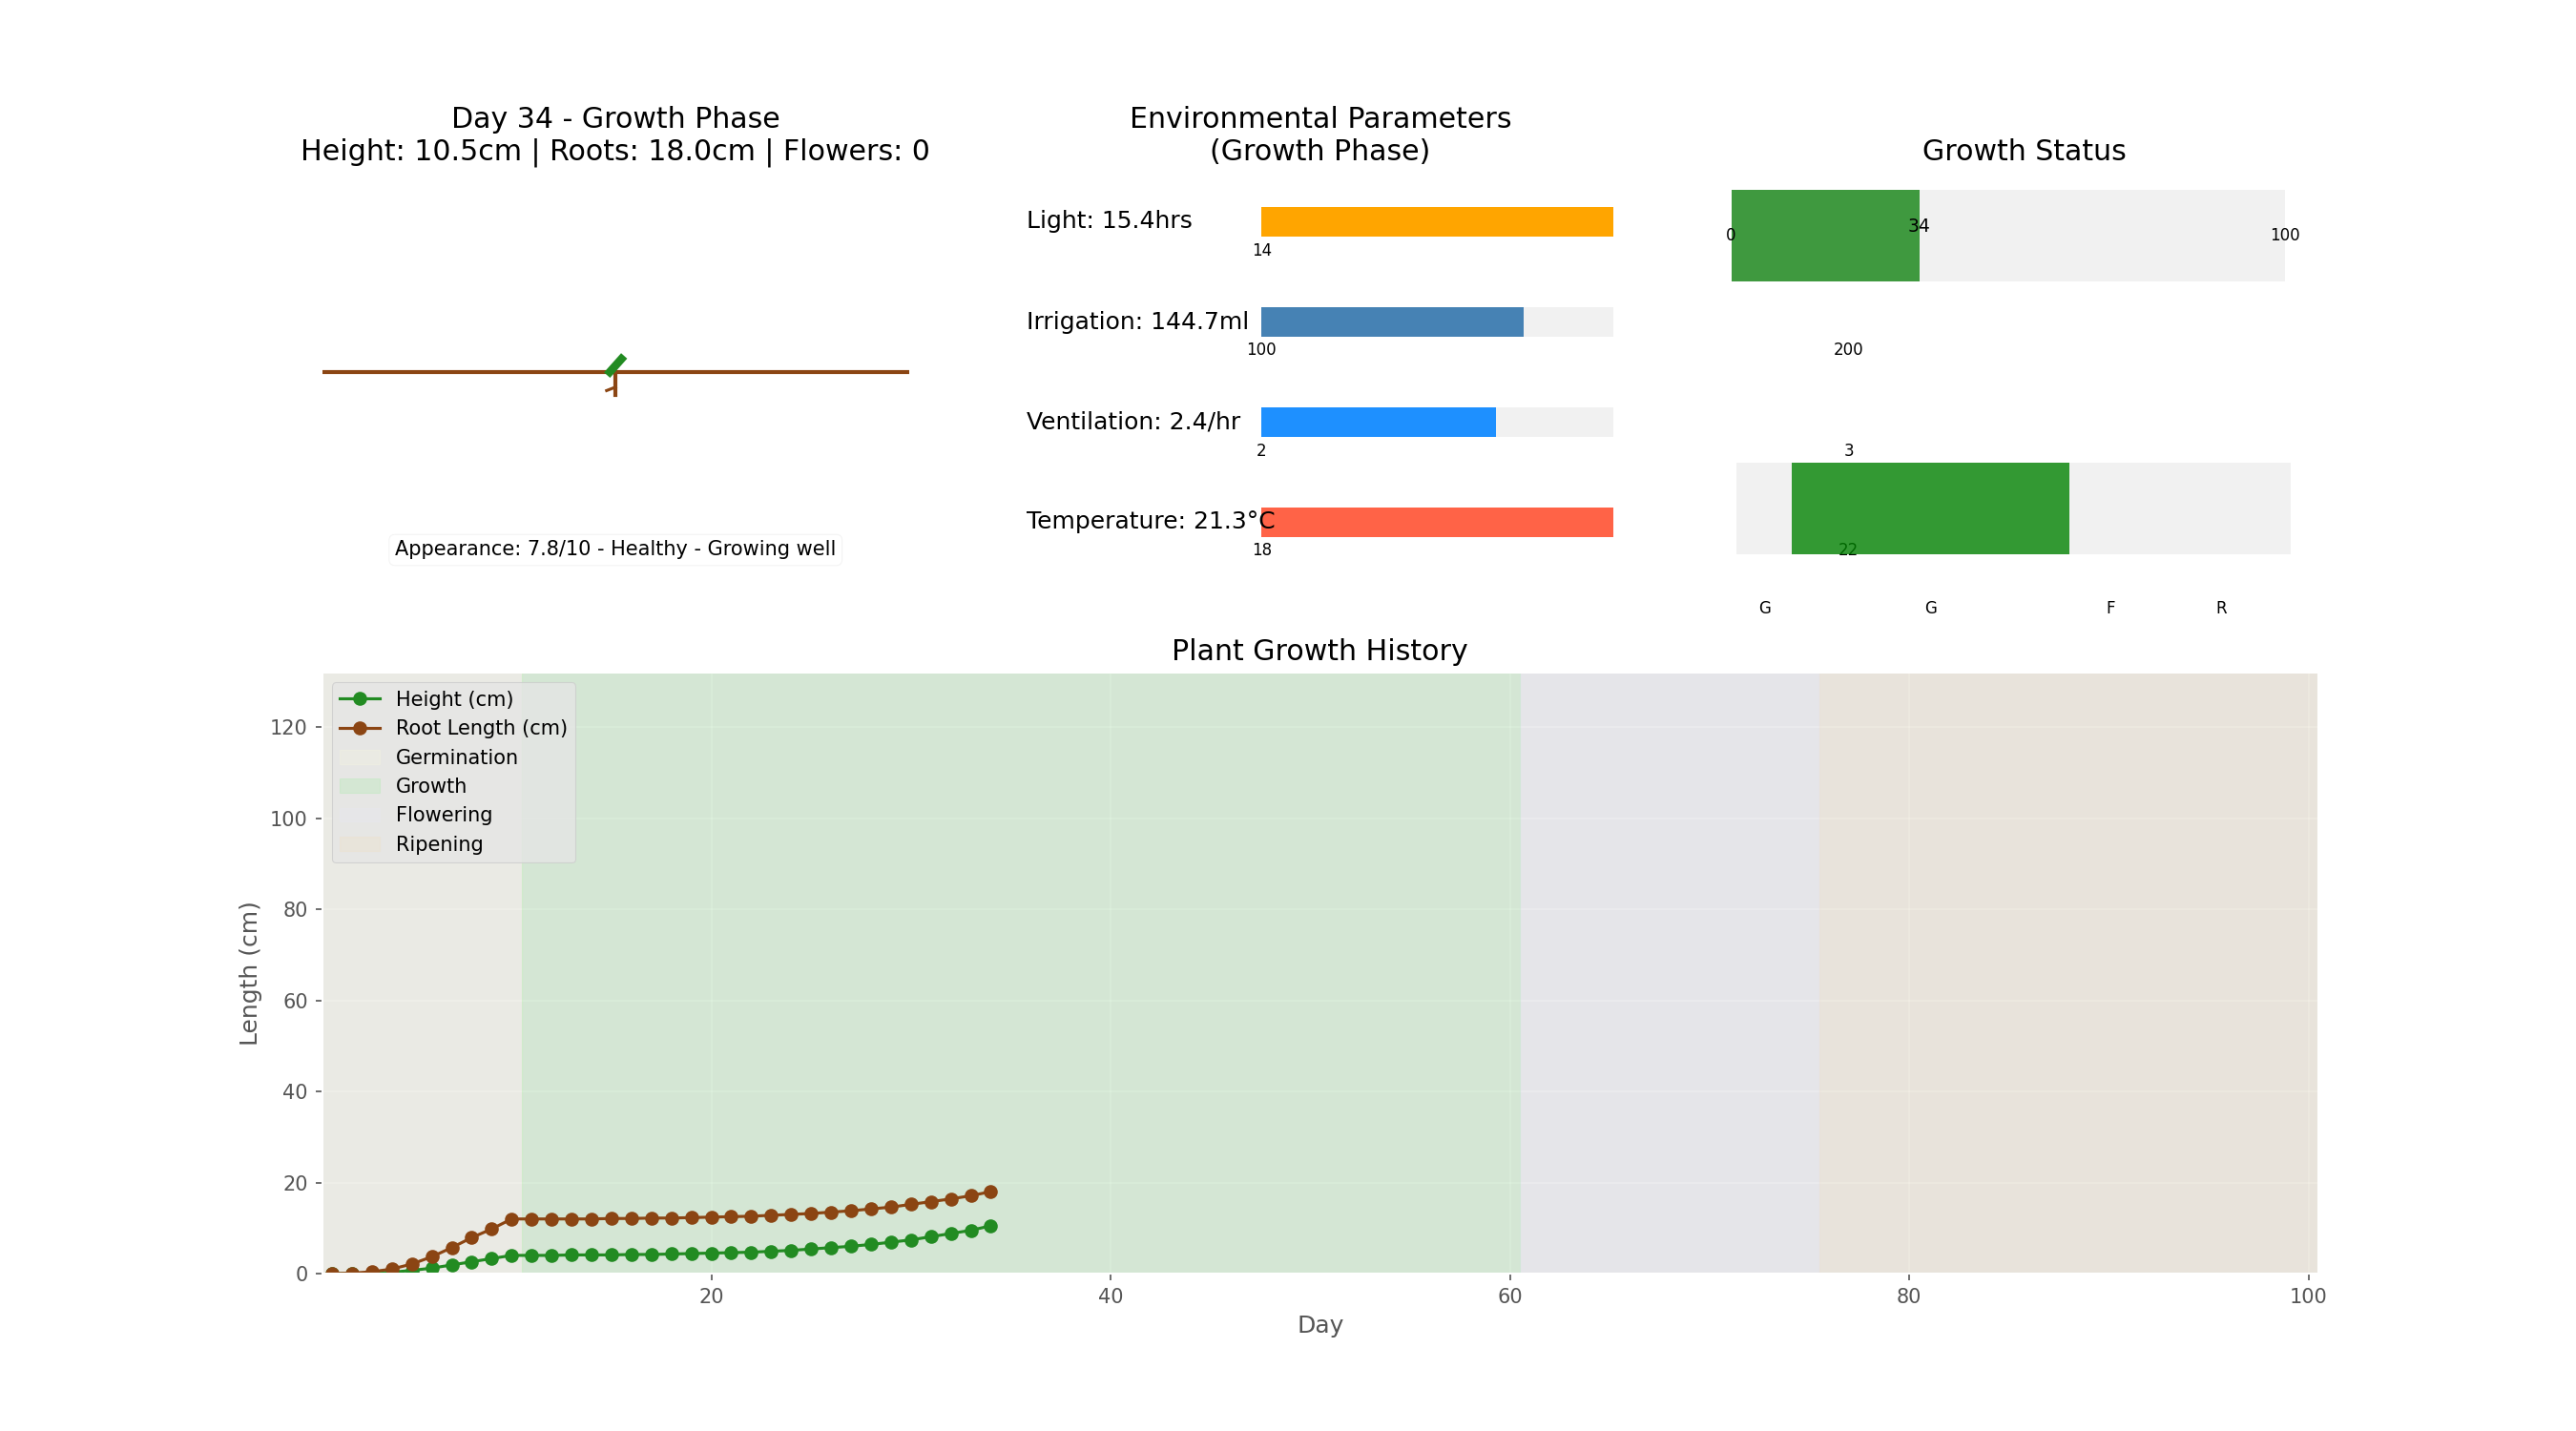 Day 34 - Growth Phase
Height: 10.5cm | Roots: 18.0cm | Flowers: 0
Appearance: 7.8/10 - Healthy - Growing well
Environmental Parameters
(Growth Phase)
Light: 15.4hrs
14
Irrigation: 144.7ml
100
200
Ventilation: 2.4/hr
2
3
Temperature: 21.3°C
18
22
Growth Status
0
34
100
G
G
F
R
Plant Growth History
Height (cm)
Root Length (cm)
Germination
Growth
Flowering
Ripening
Length (cm)
120
100
80
60
40
20
0
20
40
60
80
100
Day